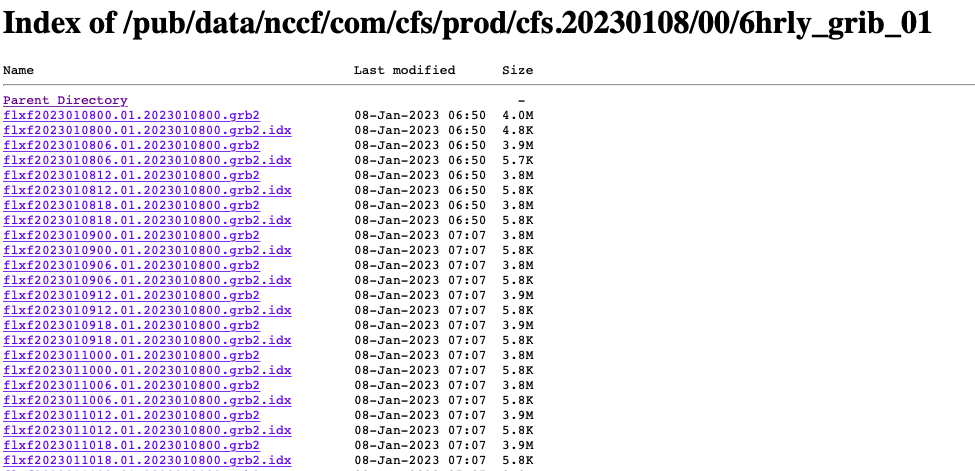 Index of /pub/data/nccf/com/cfs/prod/cfs.20230108/00/6hrly_grib_01
Name Last modified Size
Parent Directory -
flxf2023010800.01.2023010800.grb2 08-Jan-2023 06:50 4.0M
flxf2023010800.01.2023010800.grb2.idx 08-Jan-2023 06:50 4.8K
flxf2023010806.01.2023010800.grb2 08-Jan-2023 06:50 3.9M
flxf2023010806.01.2023010800.grb2.idx 08-Jan-2023 06:50 5.7K
flxf2023010812.01.2023010800.grb2 08-Jan-2023 06:50 3.8M
flxf2023010812.01.2023010800.grb2.idx 08-Jan-2023 06:50 5.8K
flxf2023010818.01.2023010800.grb2 08-Jan-2023 06:50 3.8M
flxf2023010818.01.2023010800.grb2.idx 08-Jan-2023 06:50 5.8K
flxf2023010900.01.2023010800.grb2 08-Jan-2023 07:07 3.8M
flxf2023010900.01.2023010800.grb2.idx 08-Jan-2023 07:07 5.8K
flxf2023010906.01.2023010800.grb2 08-Jan-2023 07:07 3.8M
flxf2023010906.01.2023010800.grb2.idx 08-Jan-2023 07:07 5.8K
flxf2023010912.01.2023010800.grb2 08-Jan-2023 07:07 3.9M
flxf2023010912.01.2023010800.grb2.idx 08-Jan-2023 07:07 5.8K
flxf2023010918.01.2023010800.grb2 08-Jan-2023 07:07 3.9M
flxf2023010918.01.2023010800.grb2.idx 08-Jan-2023 07:07 5.8K
flxf2023011000.01.2023010800.grb2 08-Jan-2023 07:07 3.8M
flxf2023011000.01.2023010800.grb2.idx 08-Jan-2023 07:07 5.8K
flxf2023011006.01.2023010800.grb2 08-Jan-2023 07:07 3.8M
flxf2023011006.01.2023010800.grb2.idx 08-Jan-2023 07:07 5.8K
flxf2023011012.01.2023010800.grb2 08-Jan-2023 07:07 3.9M
flxf2023011012.01.2023010800.grb2.idx 08-Jan-2023 07:07 5.8K
flxf2023011018.01.2023010800.grb2 08-Jan-2023 07:07 3.9M
flxf2023011018.01.2023010800.grb2.idx 08-Jan-2023 07:07 5.8K